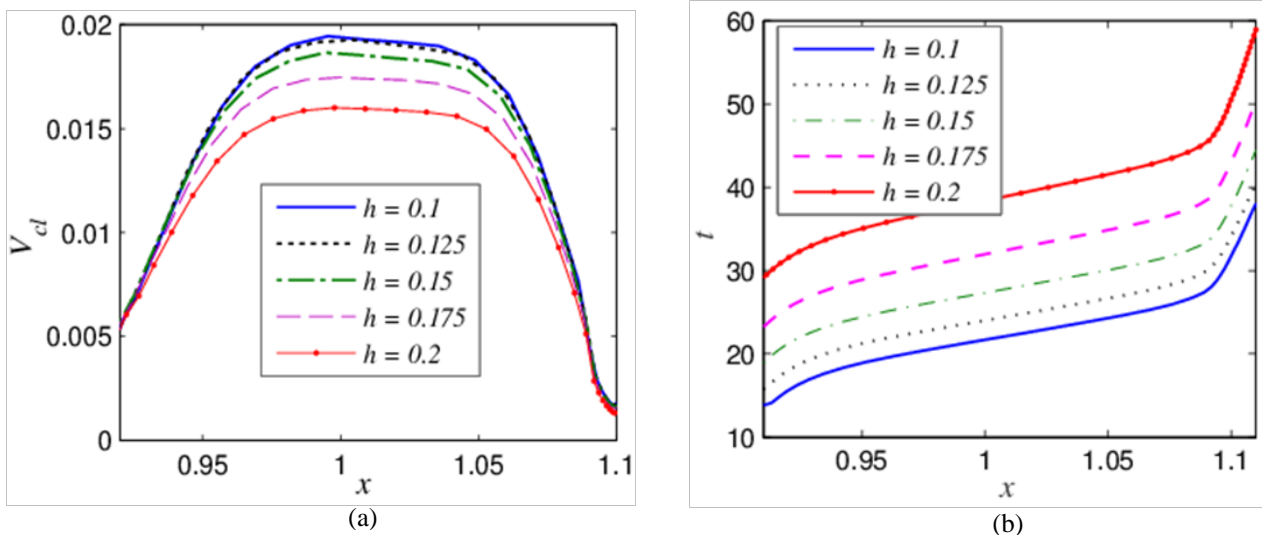 0.02
0.015
0.01
0.005
0
V_cl
h = 0.1
h = 0.125
h = 0.15
h = 0.175
h = 0.2
0.95
1
1.05
1.1
x
(a)
60
50
40
30
20
10
t
h = 0.1
h = 0.125
h = 0.15
h = 0.175
h = 0.2
0.95
1
1.05
1.1
x
(b)